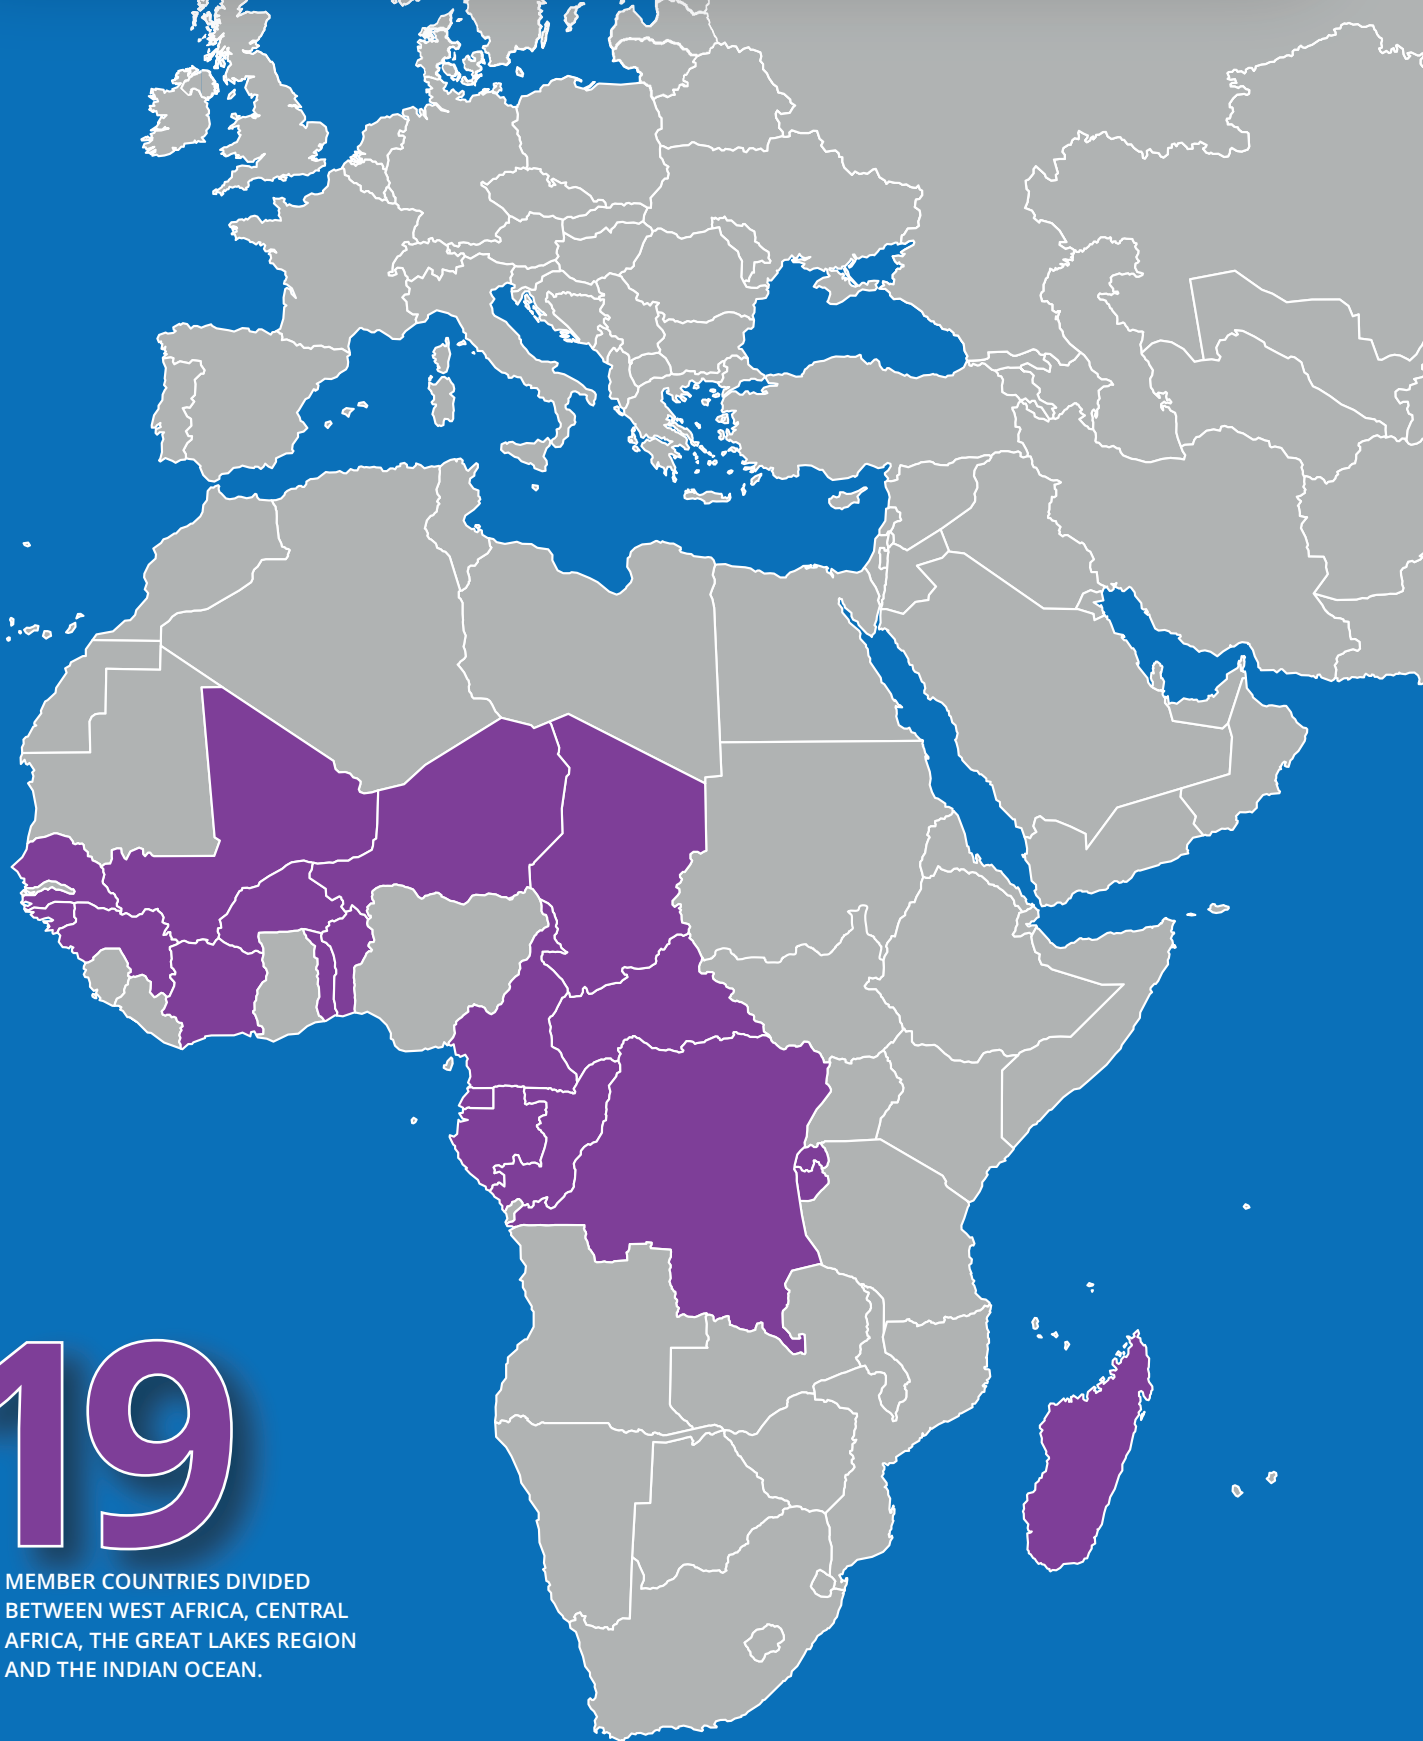 19
MEMBER COUNTRIES DIVIDED
BETWEEN WEST AFRICA, CENTRAL
AFRICA, THE GREAT LAKES REGION
AND THE INDIAN OCEAN.